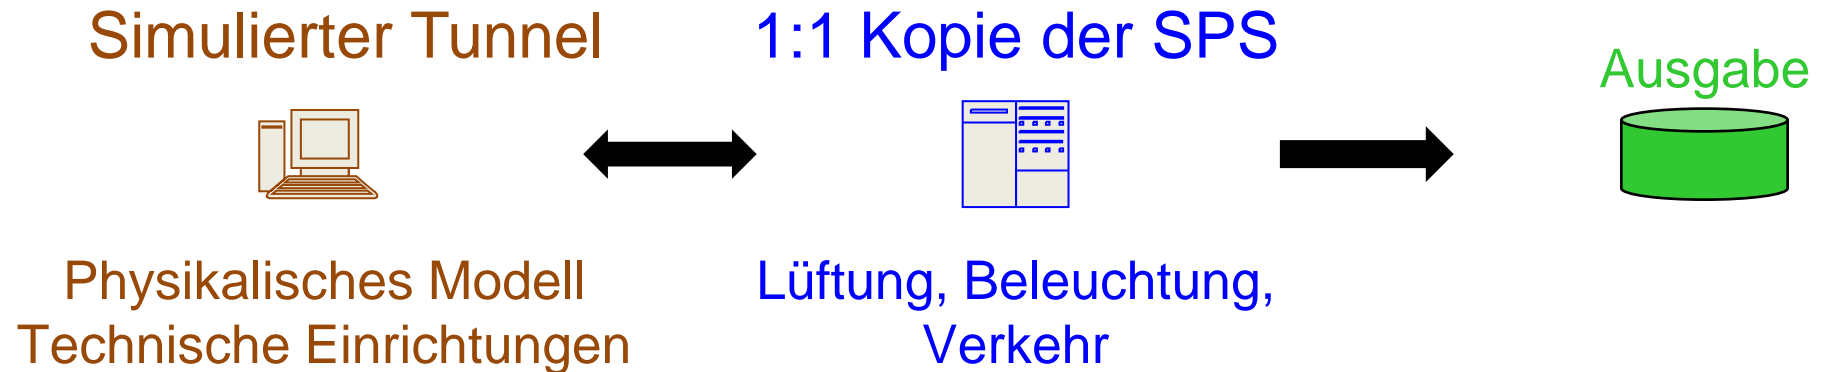 Simulierter Tunnel
1:1 Kopie der SPS
Ausgabe
Physikalisches Modell
Technische Einrichtungen
Lüftung, Beleuchtung,
Verkehr